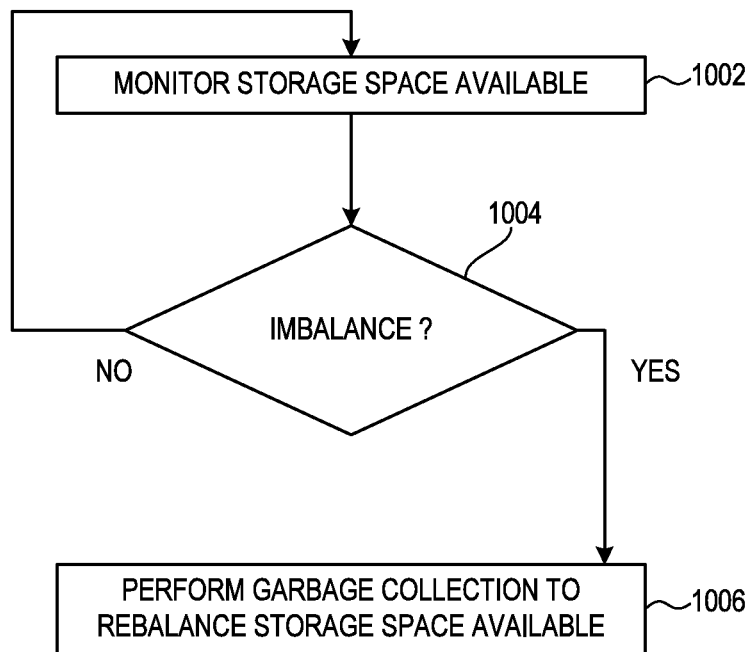 MONITOR STORAGE SPACE AVAILABLE
1002
1004
IMBALANCE ?
NO
YES
PERFORM GARBAGE COLLECTION TO
REBALANCE STORAGE SPACE AVAILABLE
1006